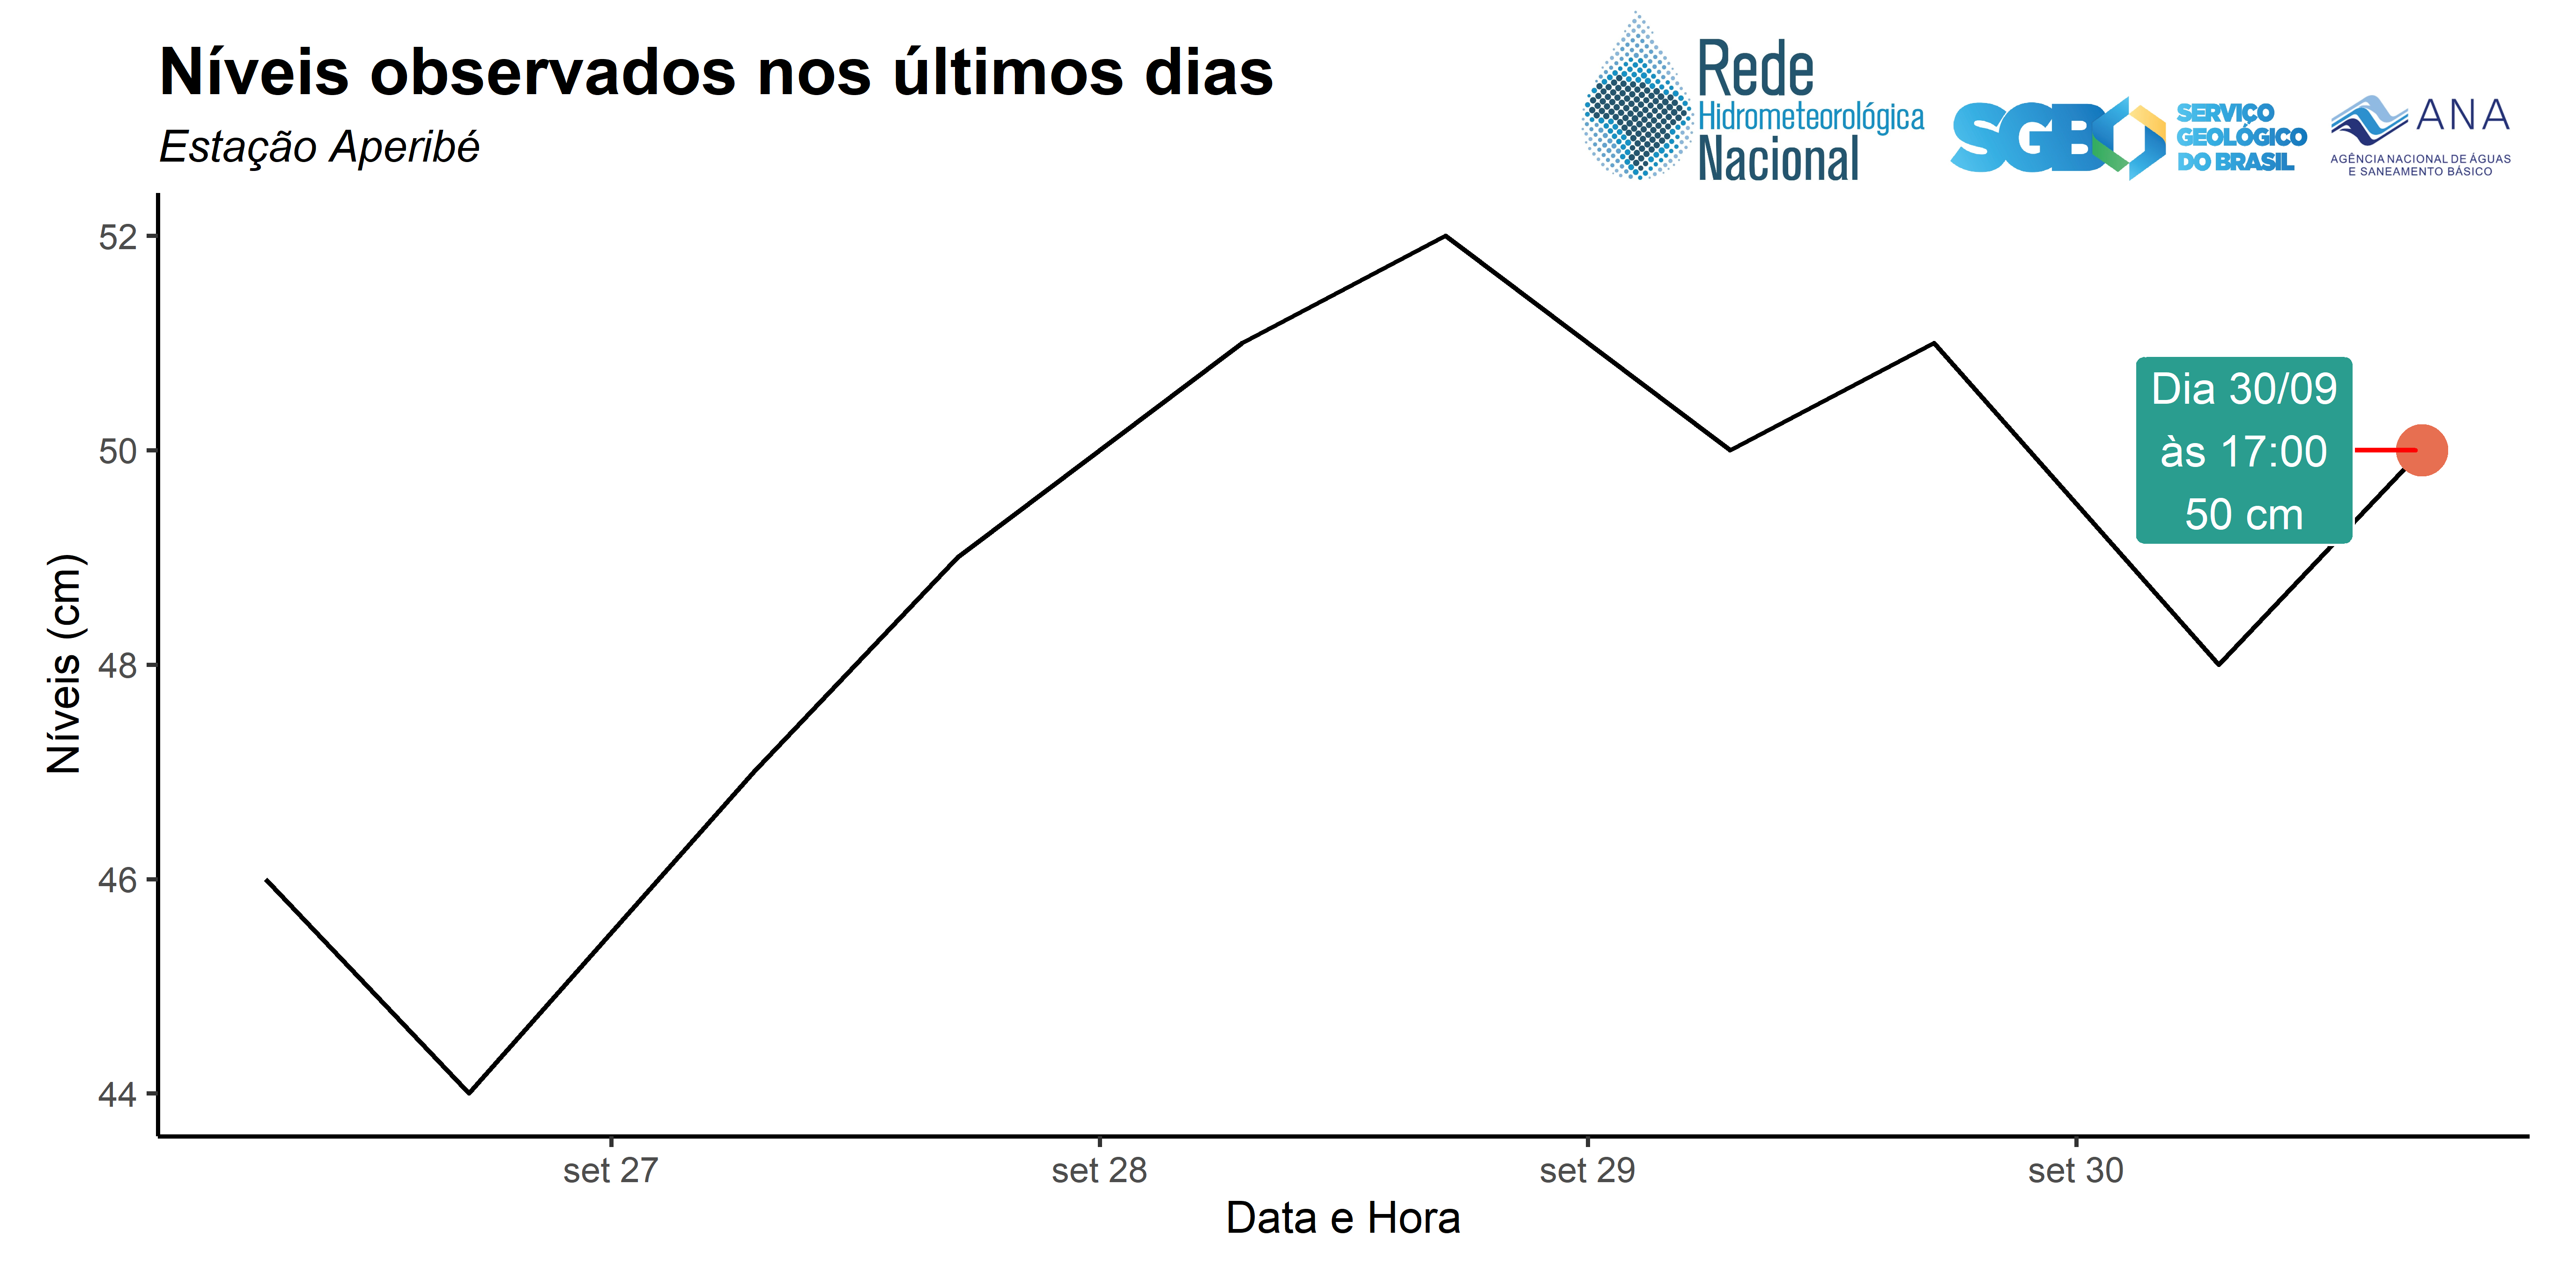 Níveis observados nos últimos dias
Estação Aperibé
Rede
Hidrometeorológica
Nacional
SGB
SERVIÇO
GEOLÓGICO
DO BRASIL
ANA
AGÊNCIA NACIONAL DE ÁGUAS
E SANEAMENTO BÁSICO
Níveis (cm)
52
50
48
46
44
Dia 30/09
às 17:00
50 cm
set 27
set 28
set 29
set 30
Data e Hora